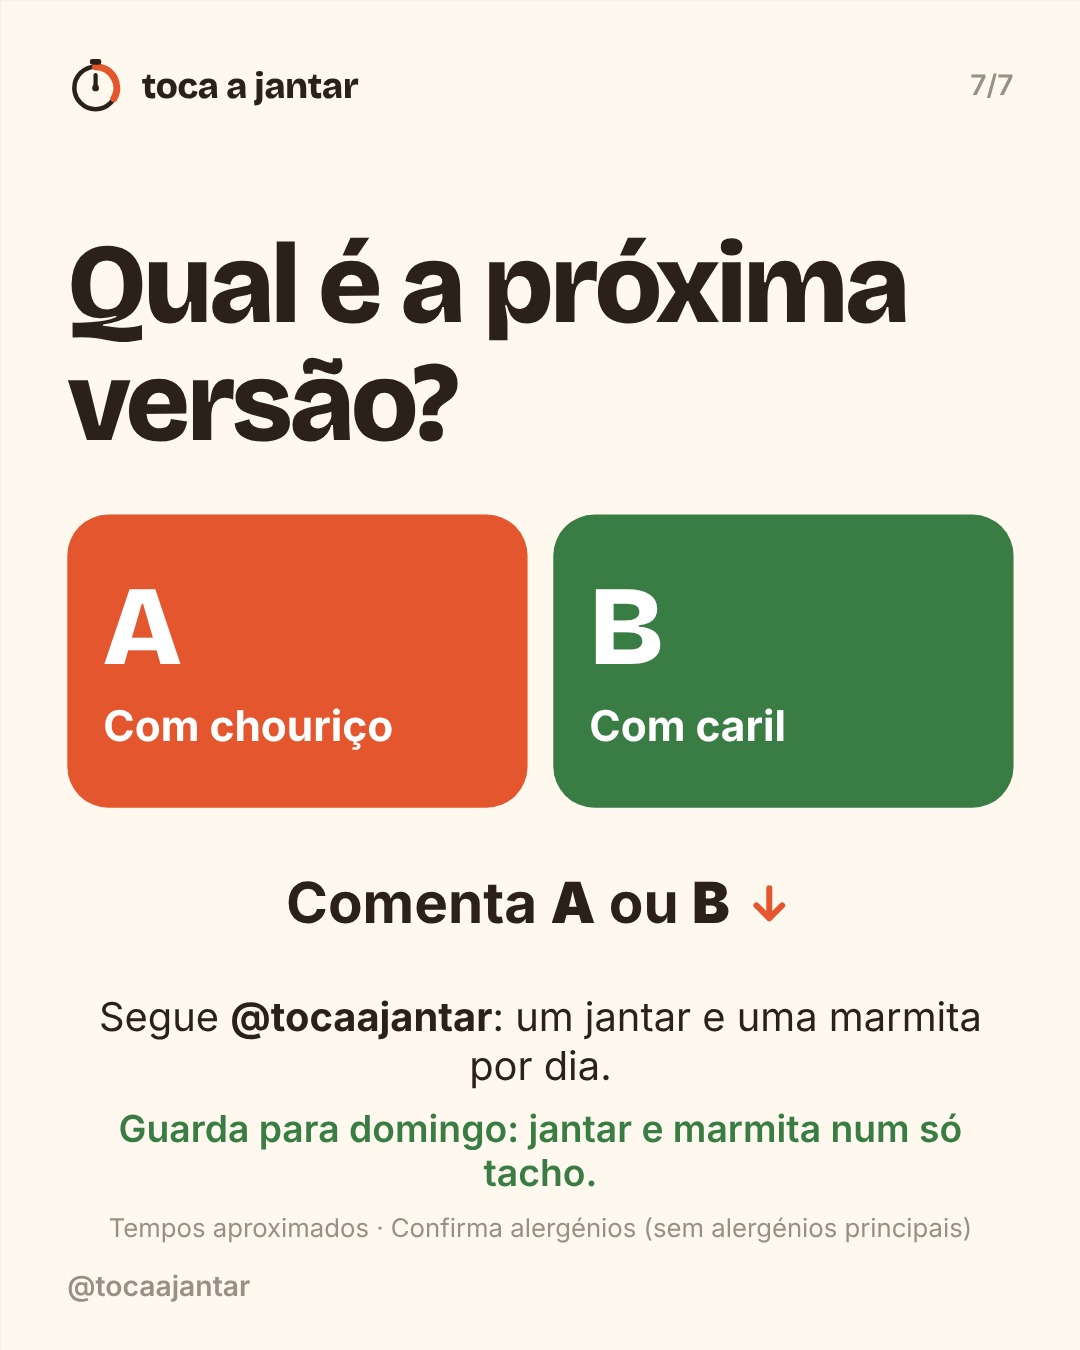 toca a jantar
7/7
Qual é a próxima
versão?
A
Com chouriço
B
Com caril
Comenta A ou B ↓
Segue @tocaajantar: um jantar e uma marmita
por dia.
Guarda para domingo: jantar e marmita num só
tacho.
Tempos aproximados · Confirma alergénios (sem alergénios principais)
@tocaajantar